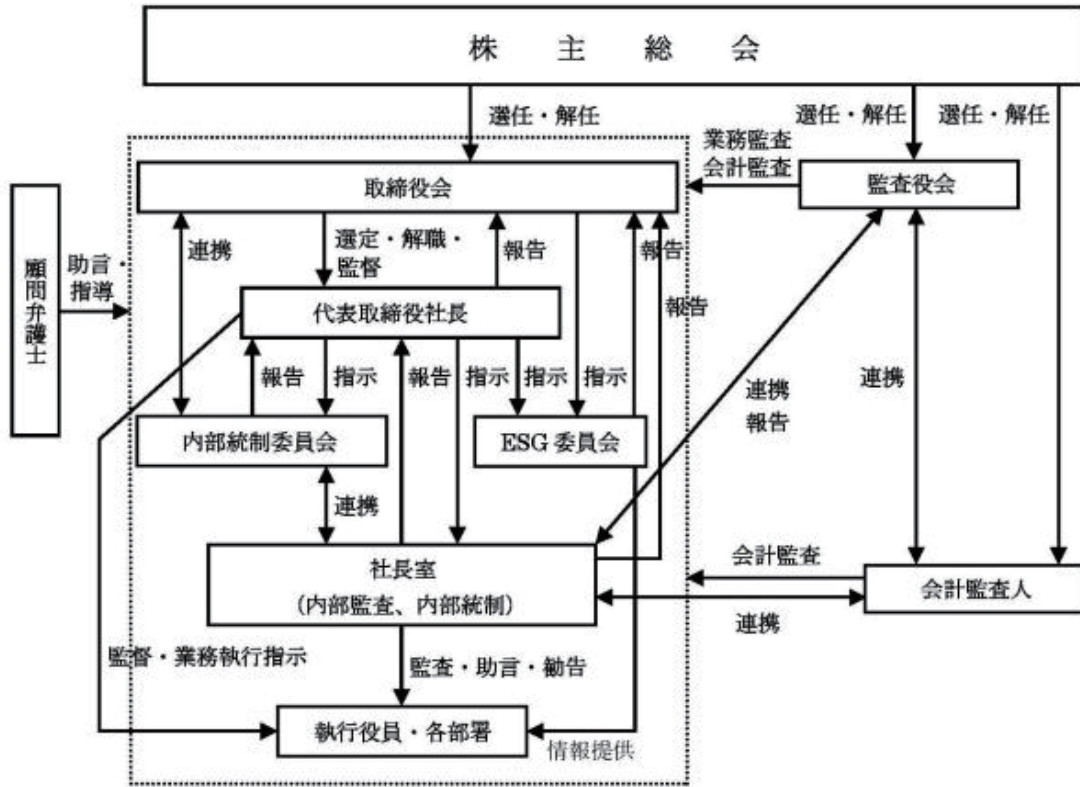 株 主 総 会
選任・解任
選任・解任
選任・解任
業務監査
会計監査
取締役会
監査役会
顧問弁護士
助言・
指導
連携
選定・解職・
監督
報告
報告
代表取締役社長
報告
報告
指示
報告
指示
指示
指示
連携
報告
連携
内部統制委員会
ESG 委員会
連携
社長室
(内部監査、内部統制)
会計監査
会計監査人
連携
監督・業務執行指示
監査・助言・勧告
執行役員・各部署
情報提供